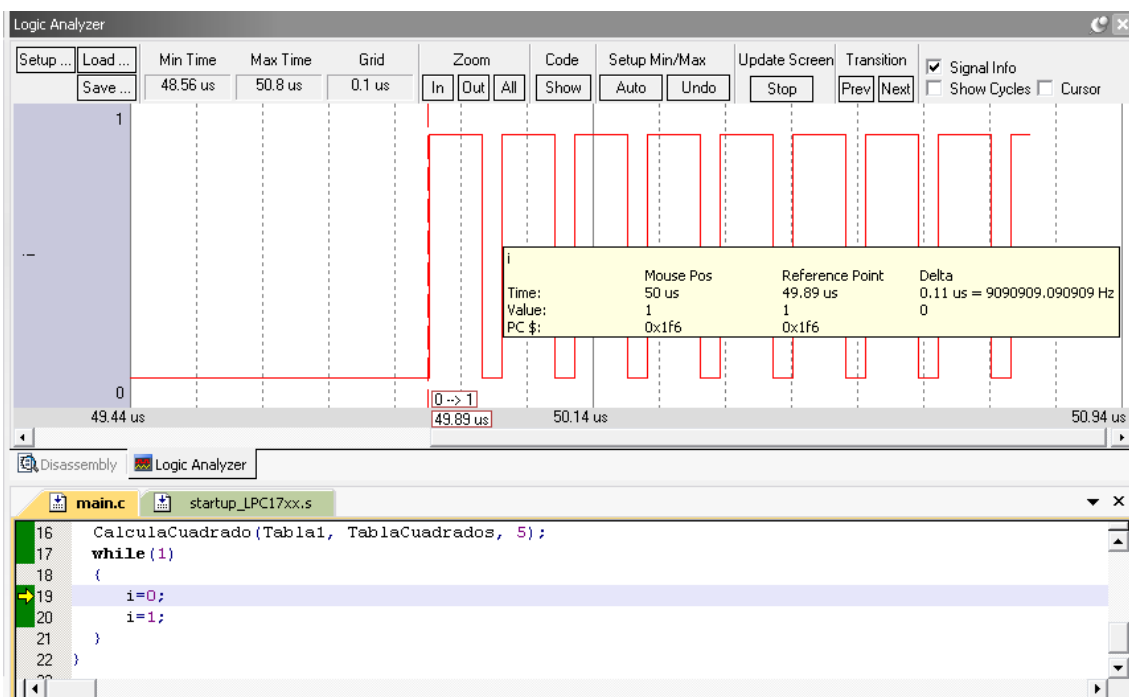 Logic Analyzer
Setup ... Load ... Min Time Max Time Grid Zoom Code Setup Min/Max Update Screen Transition Signal Info
Save ... 48.56 us 50.8 us 0.1 us In Out All Show Auto Undo Stop Prev Next Show Cycles Cursor
1
i
0
i
Mouse Pos Reference Point Delta
Time: 50 us 49.89 us 0.11 us = 9090909.090909 Hz
Value: 1 1 0
PC $: 0x1f6 0x1f6
0 --> 1
49.44 us 49.89 us 50.14 us 50.94 us
Disassembly Logic Analyzer
main.c startup_LPC17xx.s
16 CalculaCuadrado(Tabla1, TablaCuadrados, 5);
17 while(1)
18 {
19 i=0;
20 i=1;
21 }
22 }